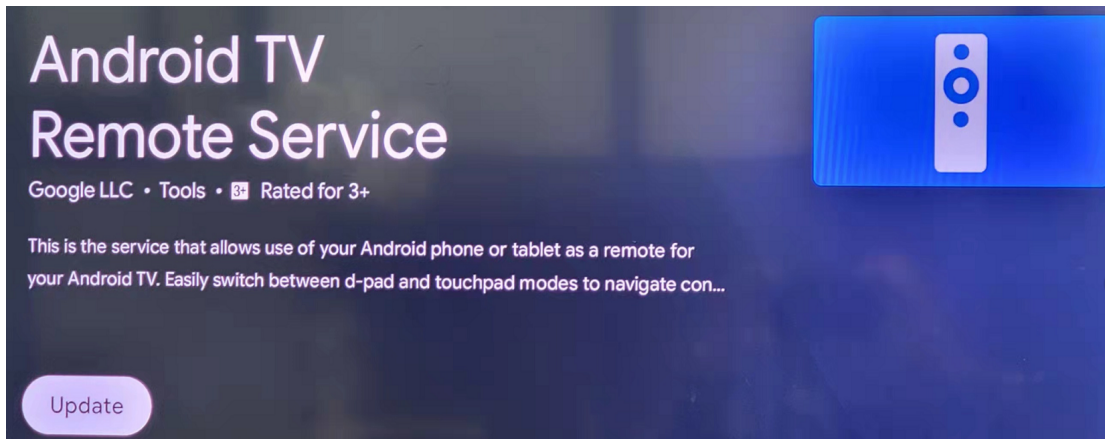 Android TV
Remote Service
Google LLC • Tools • 3+ Rated for 3+
This is the service that allows use of your Android phone or tablet as a remote for
your Android TV. Easily switch between d-pad and touchpad modes to navigate con...
Update